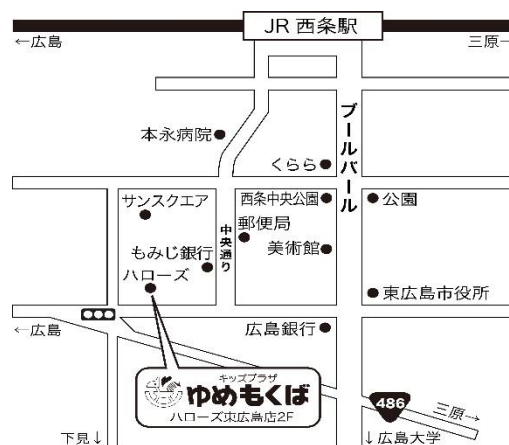 JR 西条駅
←広島
三原→
本永病院
ブールバール
くらら
サンスクエア
中央通り
西条中央公園
公園
郵便局
もみじ銀行
美術館
ハローズ
東広島市役所
←広島
広島銀行
キッズプラザ
ゆめもくば
ハローズ東広島店2F
486
三原→
下見↓
↓広島大学